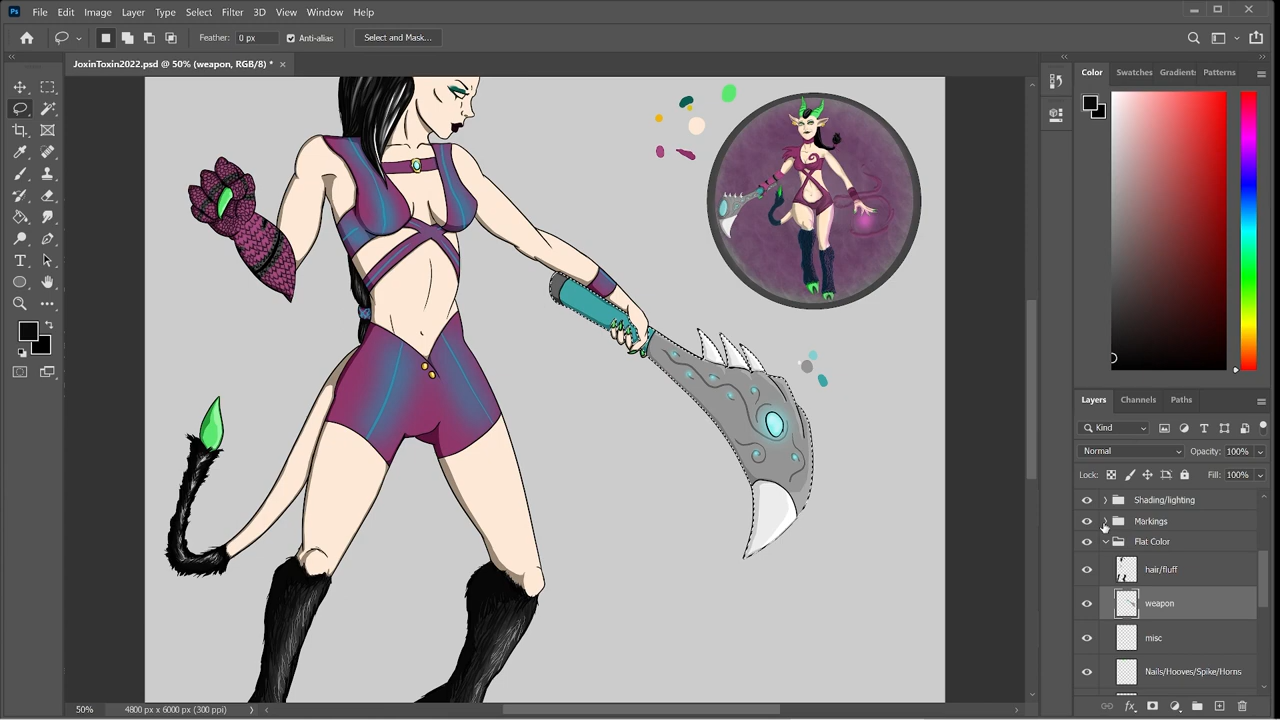 Ps File Edit Image Layer Type Select Filter 3D View Window Help
Feather: 0 px Anti-alias Select and Mask...
JoxinToxin2022.psd @ 50% (weapon, RGB/8) * ×
Color Swatches Gradients Patterns
Layers Channels Paths
Kind
Normal Opacity: 100%
Lock: Fill: 100%
Shading/lighting
Markings
Flat Color
hair/fluff
weapon
misc
Nails/Hooves/Spike/Horns
50% 4800 px x 6000 px (300 ppi)